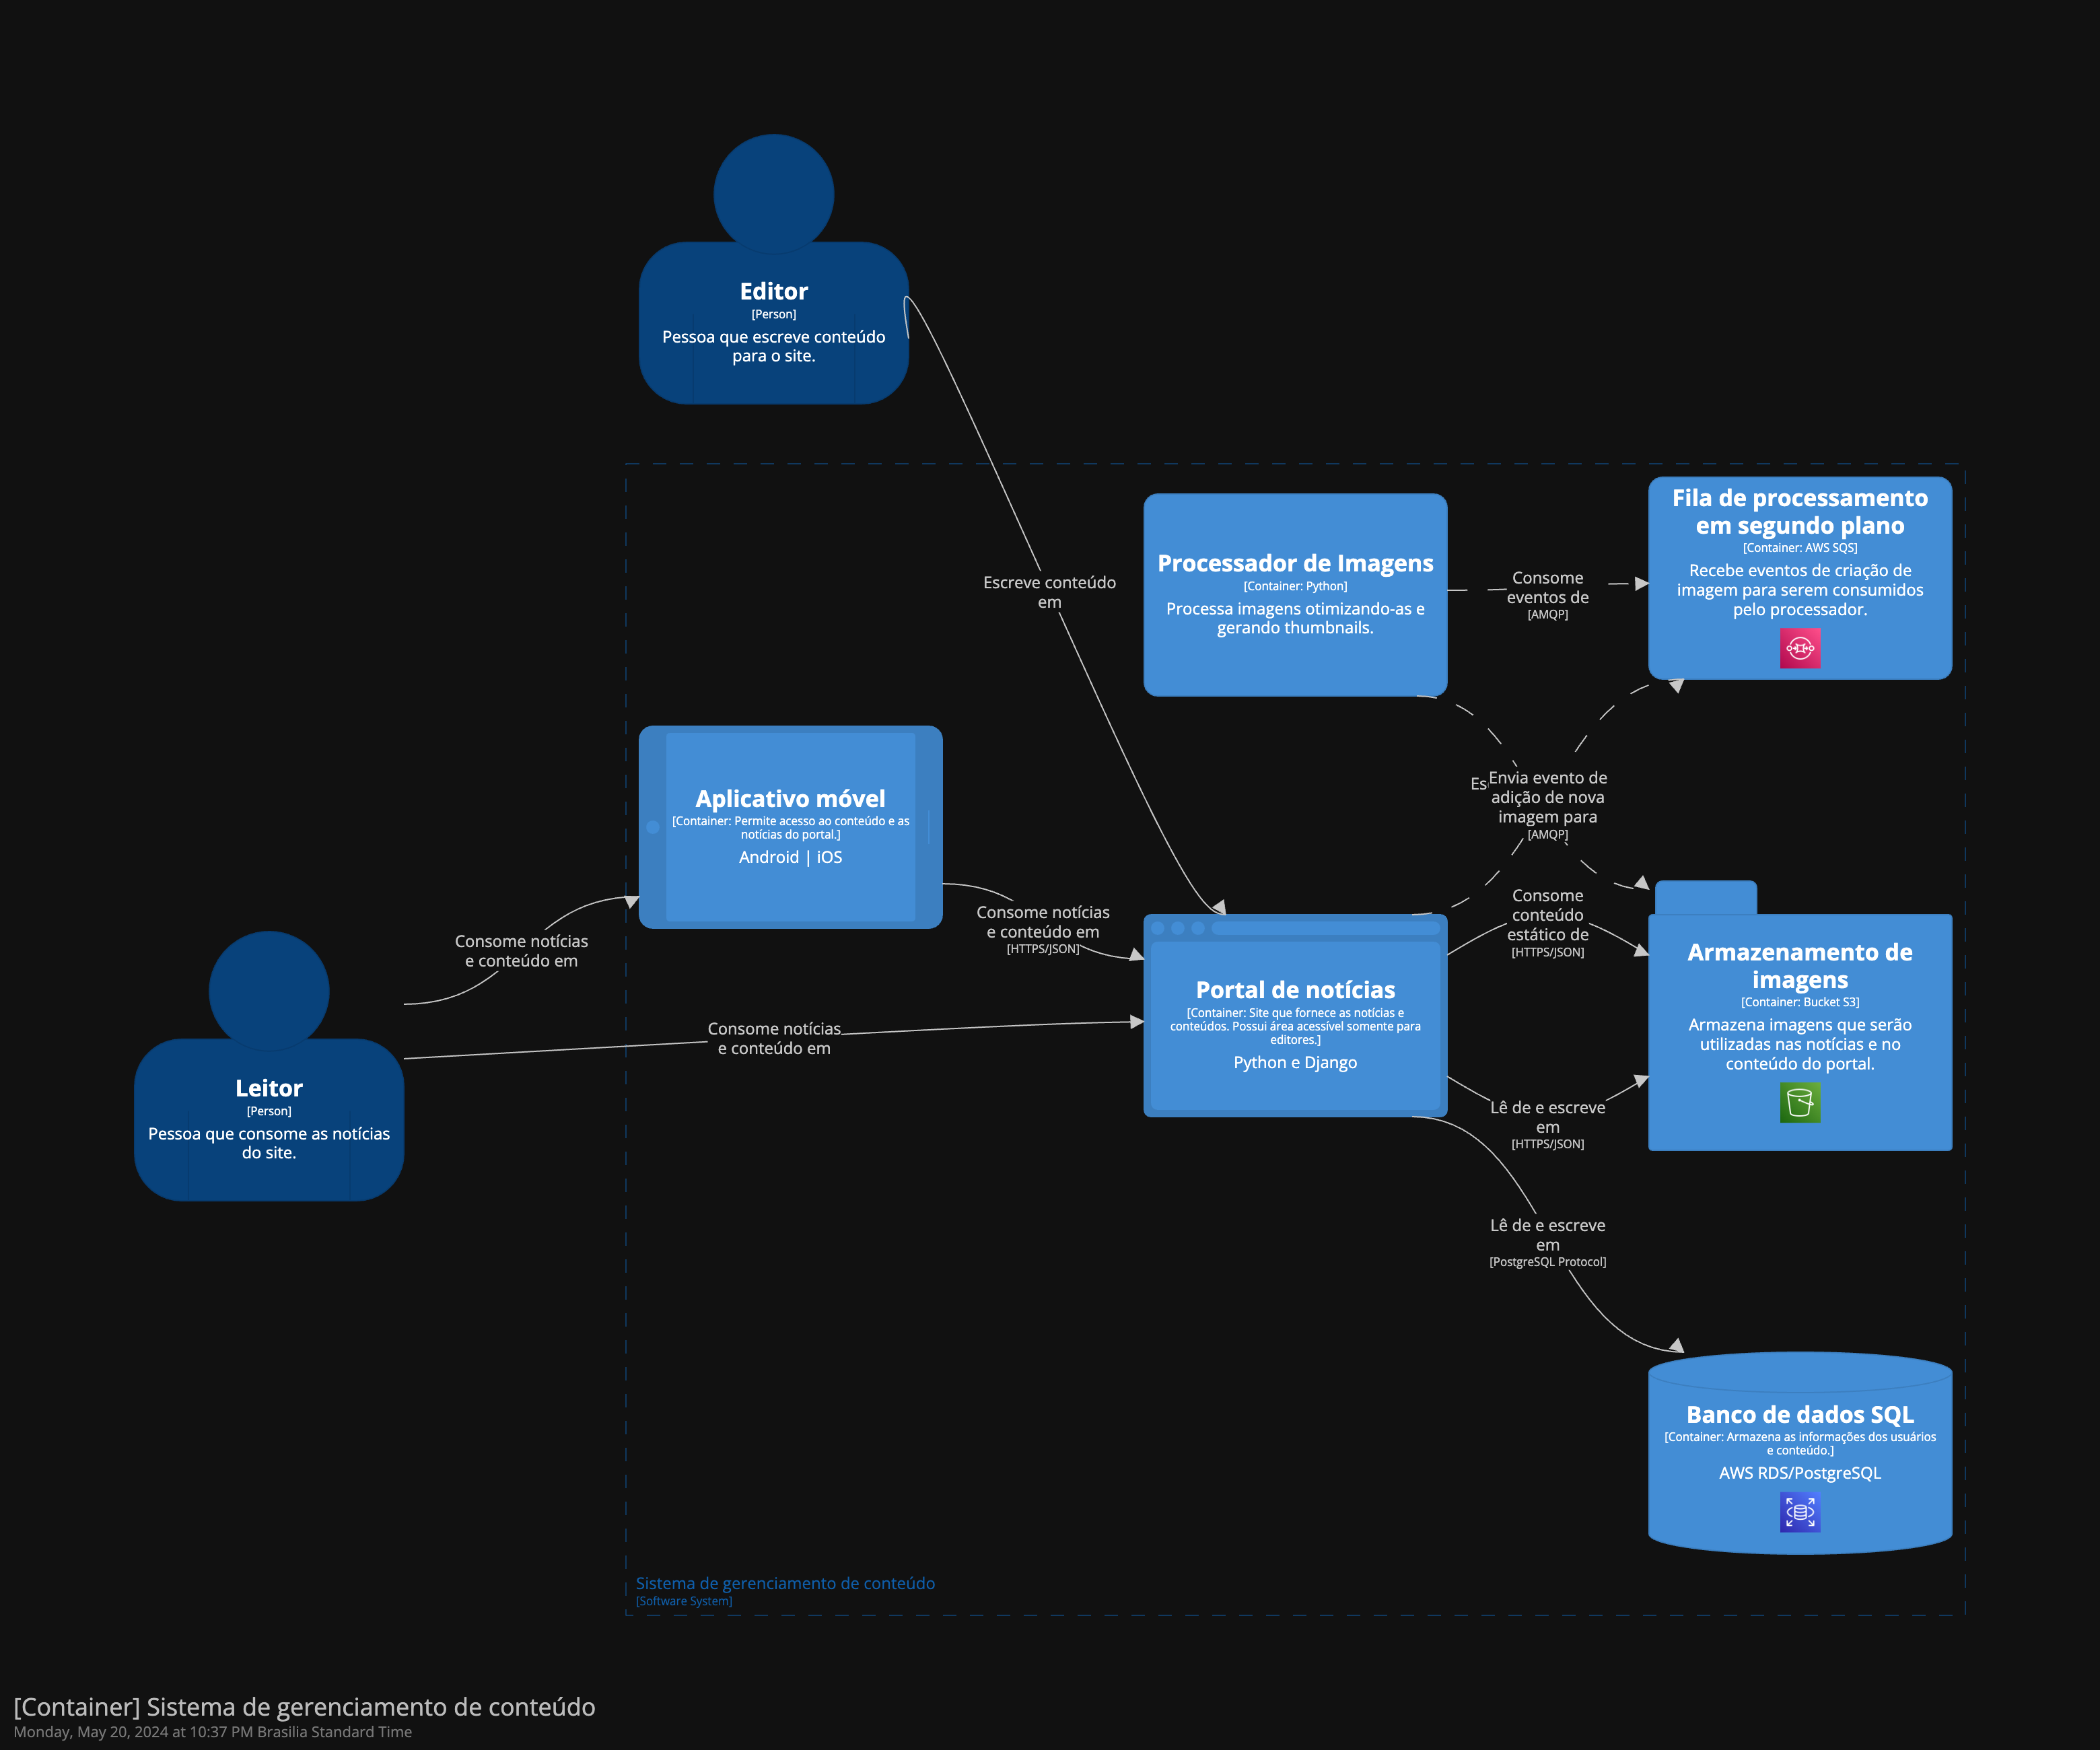 Editor
[Person]
Pessoa que escreve conteúdo
para o site.
Fila de processamento
em segundo plano
[Container: AWS SQS]
Recebe eventos de criação de
imagem para serem consumidos
pelo processador.
Processador de Imagens
[Container: Python]
Processa imagens otimizando-as e
gerando thumbnails.
Consome
eventos de
[AMQP]
Escreve conteúdo
em
Envia evento de
adição de nova
imagem para
[AMQP]
Aplicativo móvel
[Container: Permite acesso ao conteúdo e as
notícias do portal.]
Android | iOS
Consome notícias
e conteúdo em
[HTTPS/JSON]
Consome
conteúdo
estático de
[HTTPS/JSON]
Consome notícias
e conteúdo em
Armazenamento de
imagens
[Container: Bucket S3]
Armazena imagens que serão
utilizadas nas notícias e no
conteúdo do portal.
Portal de notícias
[Container: Site que fornece as notícias e
conteúdos. Possui área acessível somente para
editores.]
Python e Django
Consome notícias
e conteúdo em
Leitor
[Person]
Pessoa que consome as notícias
do site.
Lê de e escreve
em
[HTTPS/JSON]
Lê de e escreve
em
[PostgreSQL Protocol]
Banco de dados SQL
[Container: Armazena as informações dos usuários
e conteúdo.]
AWS RDS/PostgreSQL
Sistema de gerenciamento de conteúdo
[Software System]
[Container] Sistema de gerenciamento de conteúdo
Monday, May 20, 2024 at 10:37 PM Brasilia Standard Time